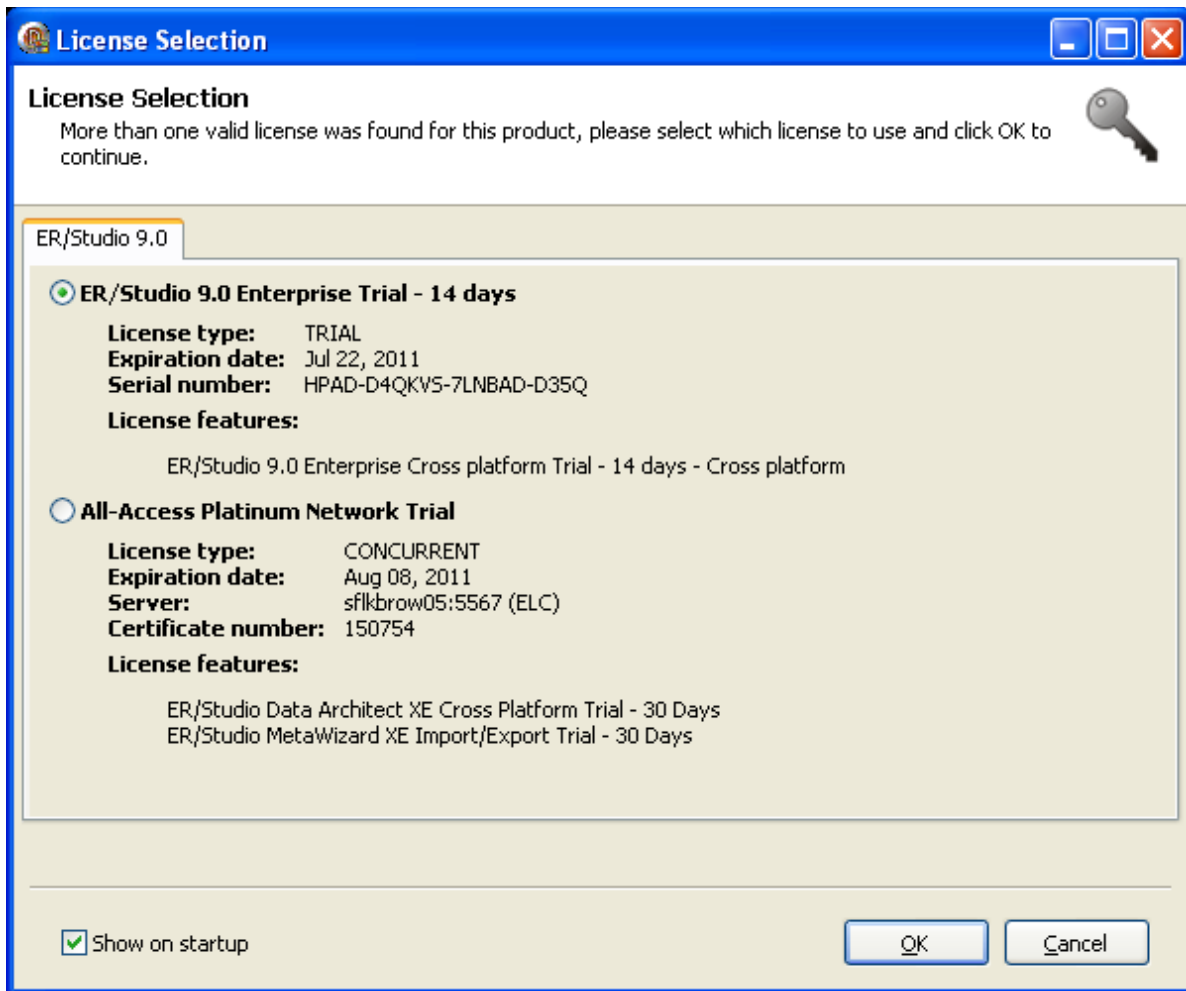 License Selection
License Selection
More than one valid license was found for this product, please select which license to use and click OK to
continue.
ER/Studio 9.0
ER/Studio 9.0 Enterprise Trial - 14 days
License type: TRIAL
Expiration date: Jul 22, 2011
Serial number: HPAD-D4QKVS-7LNBAD-D35Q
License features:
ER/Studio 9.0 Enterprise Cross platform Trial - 14 days - Cross platform
All-Access Platinum Network Trial
License type: CONCURRENT
Expiration date: Aug 08, 2011
Server: sflkbrow05:5567 (ELC)
Certificate number: 150754
License features:
ER/Studio Data Architect XE Cross Platform Trial - 30 Days
ER/Studio MetaWizard XE Import/Export Trial - 30 Days
Show on startup OK Cancel